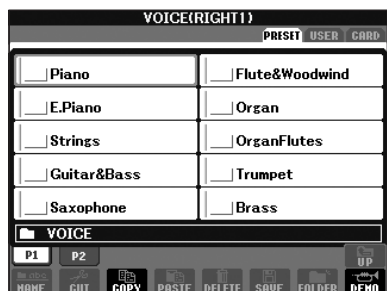 VOICE(RIGHT1)
PRESET USER CARD
Piano Flute&Woodwind
E.Piano Organ
Strings OrganFlutes
Guitar&Bass Trumpet
Saxophone Brass
VOICE
P1 P2 UP
NAME CUT COPY PASTE DELETE SAVE FOLDER DEMO